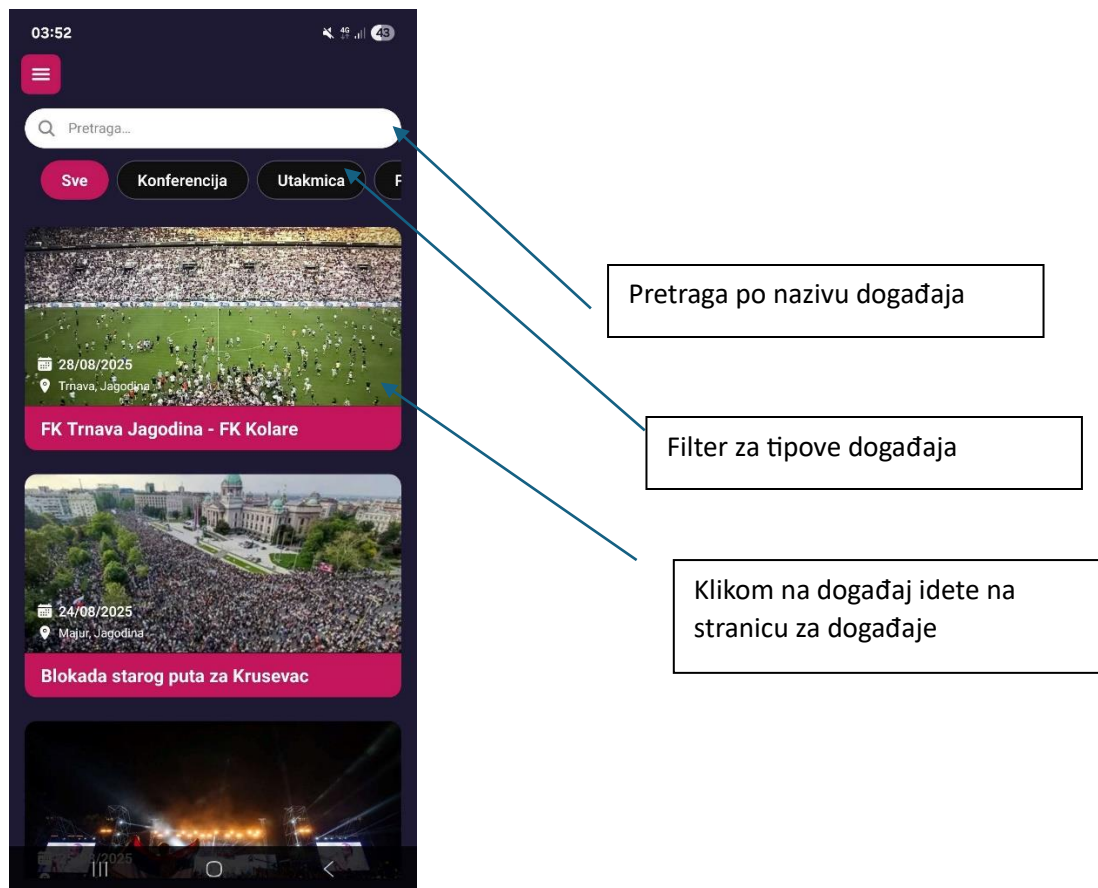 03:52
4G
43
Pretraga...
Sve Konferencija Utakmica
28/08/2025
Trnava, Jagodina
FK Trnava Jagodina - FK Kolare
24/08/2025
Majur, Jagodina
Blokada starog puta za Krusevac
Pretraga po nazivu događaja
Filter za tipove događaja
Klikom na događaj idete na
stranicu za događaje